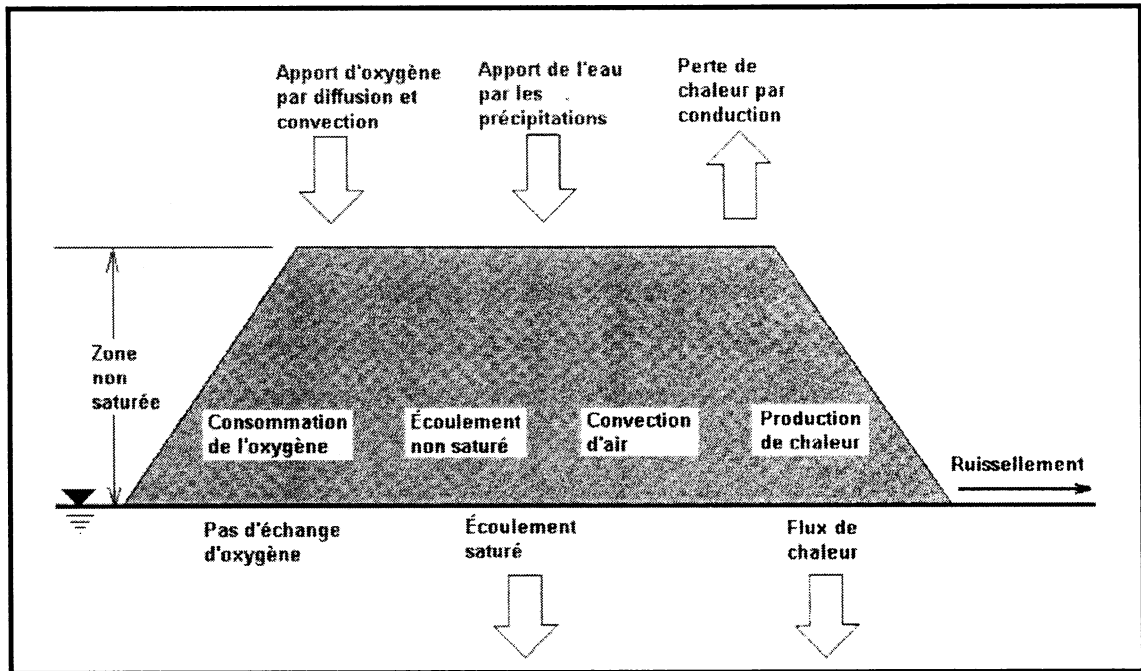 Apport d'oxygène
par diffusion et
convection
Apport de l'eau
par les
précipitations
Perte de
chaleur par
conduction
Zone
non
saturée
Consommation
de l'oxygène
Écoulement
non saturé
Convection
d'air
Production
de chaleur
Ruissellement
Pas d'échange
d'oxygène
Écoulement
saturé
Flux de
chaleur